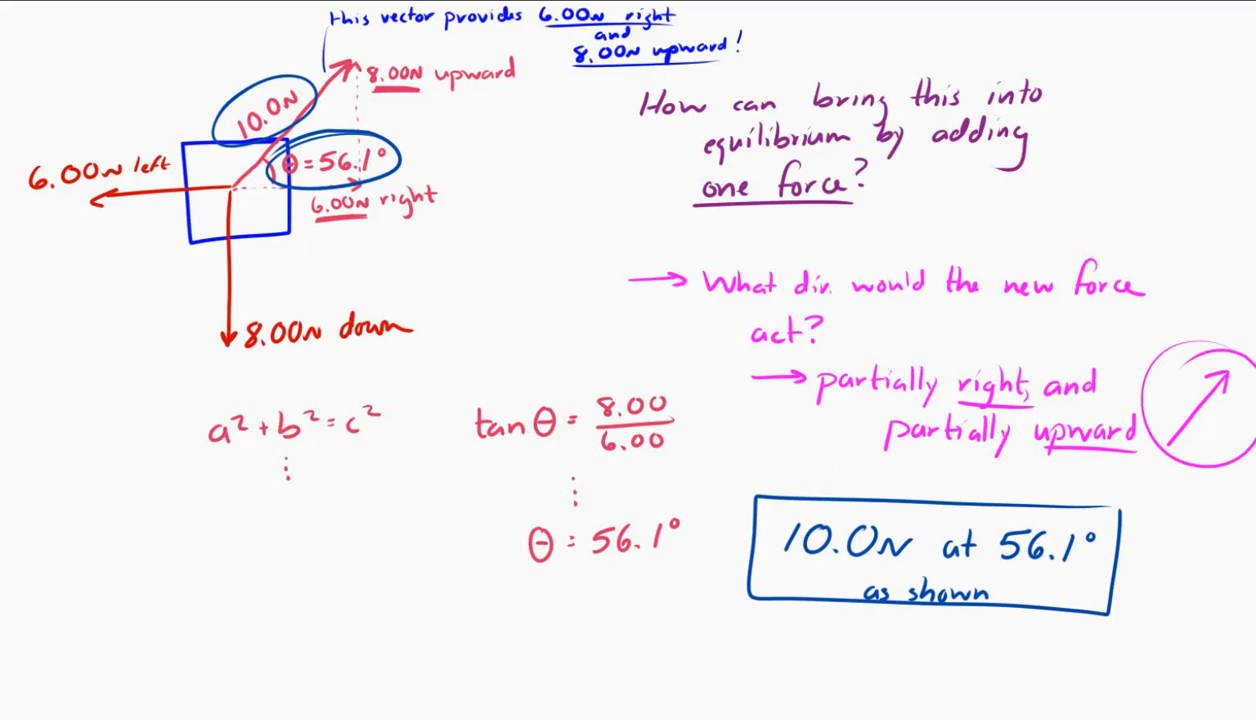 this vector provides 6.00N right
and
8.00N upward!
8.00N upward
10.0N
θ = 56.1°
6.00N left
6.00N right
8.00N down
How can bring this into
equilibrium by adding
one force?
→ What dir. would the new force
act?
→ partially right, and
partially upward
a² + b² = c²
⋮
tan θ = 8.00
6.00
⋮
θ = 56.1°
10.0N at 56.1°
as shown